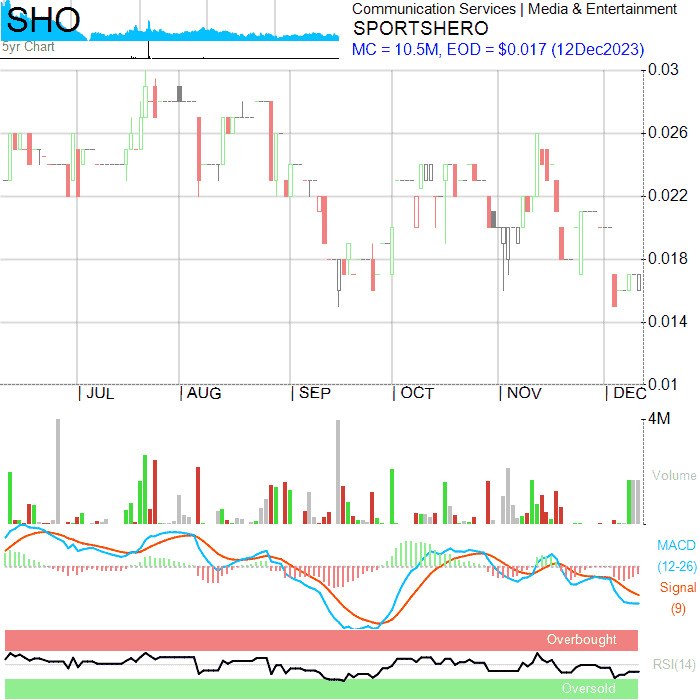 SHO
5yr Chart
Communication Services | Media & Entertainment
SPORTSHERO
MC = 10.5M, EOD = $0.017 (12Dec2023)
0.03
0.026
0.022
0.018
0.014
0.01
| JUL | AUG | SEP | OCT | NOV | DEC
4M
Volume
MACD
(12-26)
Signal
(9)
Overbought
RSI(14)
Oversold